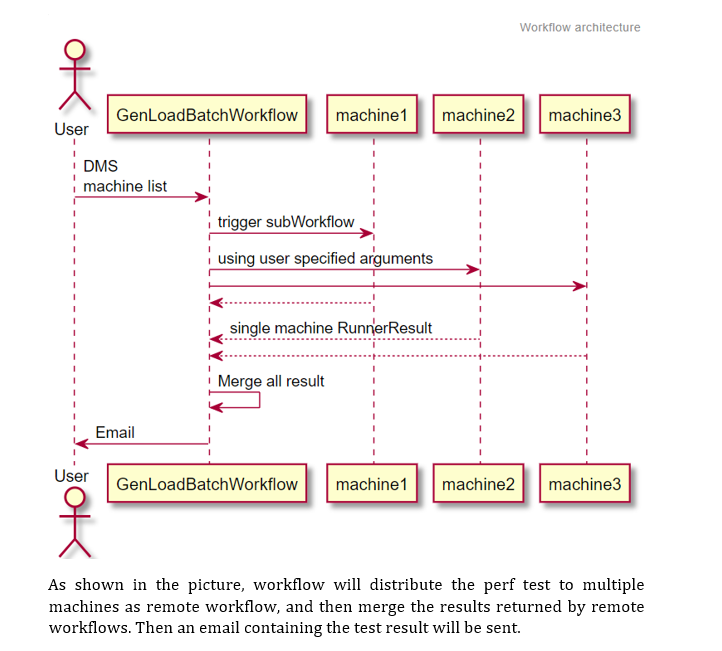 Workflow architecture
User
GenLoadBatchWorkflow
machine1
machine2
machine3
DMS
machine list
trigger subWorkflow
using user specified arguments
single machine RunnerResult
Merge all result
Email
User
GenLoadBatchWorkflow
machine1
machine2
machine3
As shown in the picture, workflow will distribute the perf test to multiple
machines as remote workflow, and then merge the results returned by remote
workflows. Then an email containing the test result will be sent.